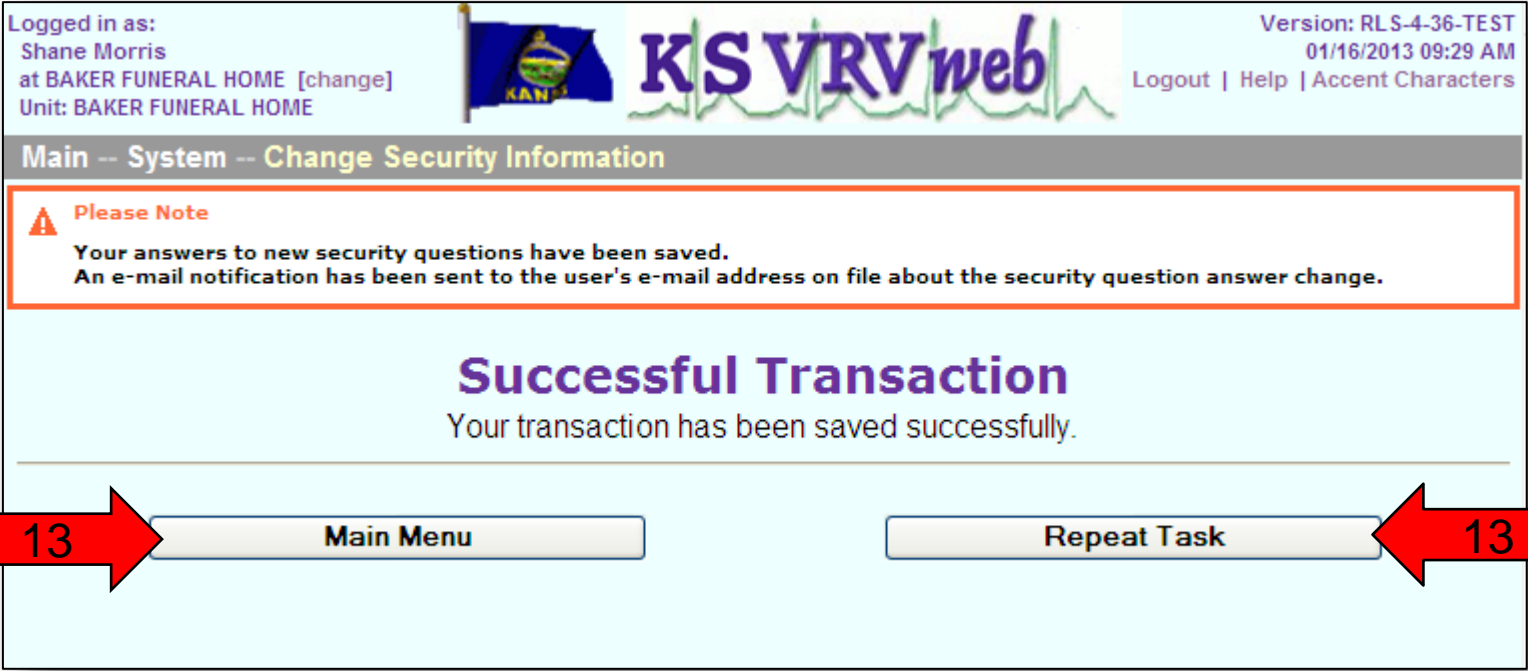 Logged in as:
Shane Morris
at BAKER FUNERAL HOME [change]
Unit: BAKER FUNERAL HOME
KANSAS
KS VRVweb
Version: RLS-4-36-TEST
01/16/2013 09:29 AM
Logout | Help | Accent Characters
Main -- System -- Change Security Information
Please Note
Your answers to new security questions have been saved.
An e-mail notification has been sent to the user's e-mail address on file about the security question answer change.
Successful Transaction
Your transaction has been saved successfully.
13 Main Menu Repeat Task 13